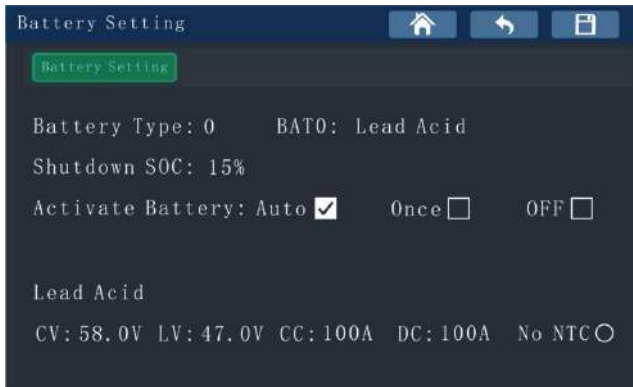 Battery Setting
Battery Setting
Battery Type: 0 BAT0: Lead Acid
Shutdown SOC: 15%
Activate Battery: Auto Once OFF
Lead Acid
CV: 58.0V LV: 47.0V CC: 100A DC: 100A No NTC